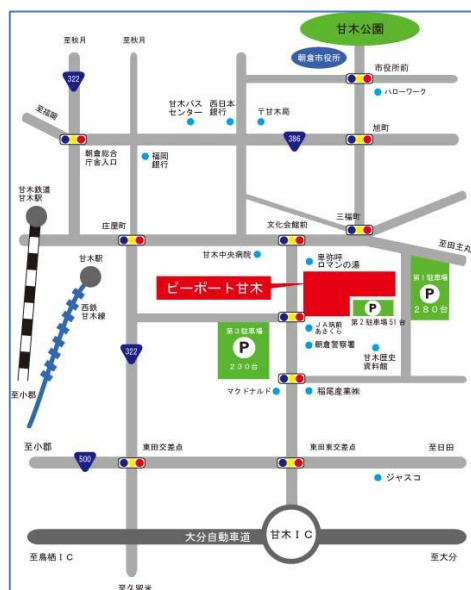 至秋月
至秋月
甘木公園
朝倉市役所
322
市役所前
ハローワーク
至福岡
甘木バス
センター
西日本
銀行
〒甘木局
386
旭町
朝倉総合
庁舎入口
福岡
銀行
甘木鉄道
甘木駅
庄屋町
文化会館前
三福町
至田主丸
甘木駅
甘木中央病院
卑弥呼
ロマンの湯
ピーポート甘木
第1駐車場
P
280台
西鉄
甘木線
P
第2駐車場 51台
第3駐車場
P
230台
JA筑前
あさくら
朝倉警察署
甘木歴史
資料館
322
マクドナルド
稲尾産業㈱
至小郡
至小郡
500
東田交差点
東田東交差点
至日田
ジャスコ
大分自動車道
甘木IC
至鳥栖IC
至大分
至久留米